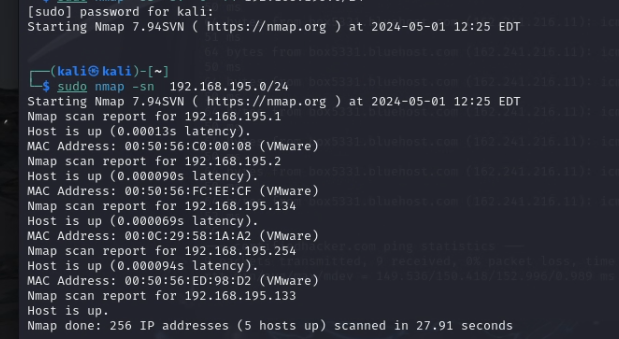 [sudo] password for kali:
Starting Nmap 7.94SVN ( https://nmap.org ) at 2024-05-01 12:25 EDT
┌──(kali㉿kali)-[~]
└─$ sudo nmap -sn  192.168.195.0/24
Starting Nmap 7.94SVN ( https://nmap.org ) at 2024-05-01 12:25 EDT
Nmap scan report for 192.168.195.1
Host is up (0.00013s latency).
MAC Address: 00:50:56:C0:00:08 (VMware)
Nmap scan report for 192.168.195.2
Host is up (0.000090s latency).
MAC Address: 00:50:56:FC:EE:CF (VMware)
Nmap scan report for 192.168.195.134
Host is up (0.000069s latency).
MAC Address: 00:0C:29:58:1A:A2 (VMware)
Nmap scan report for 192.168.195.254
Host is up (0.000094s latency).
MAC Address: 00:50:56:ED:98:D2 (VMware)
Nmap scan report for 192.168.195.133
Host is up.
Nmap done: 256 IP addresses (5 hosts up) scanned in 27.91 seconds